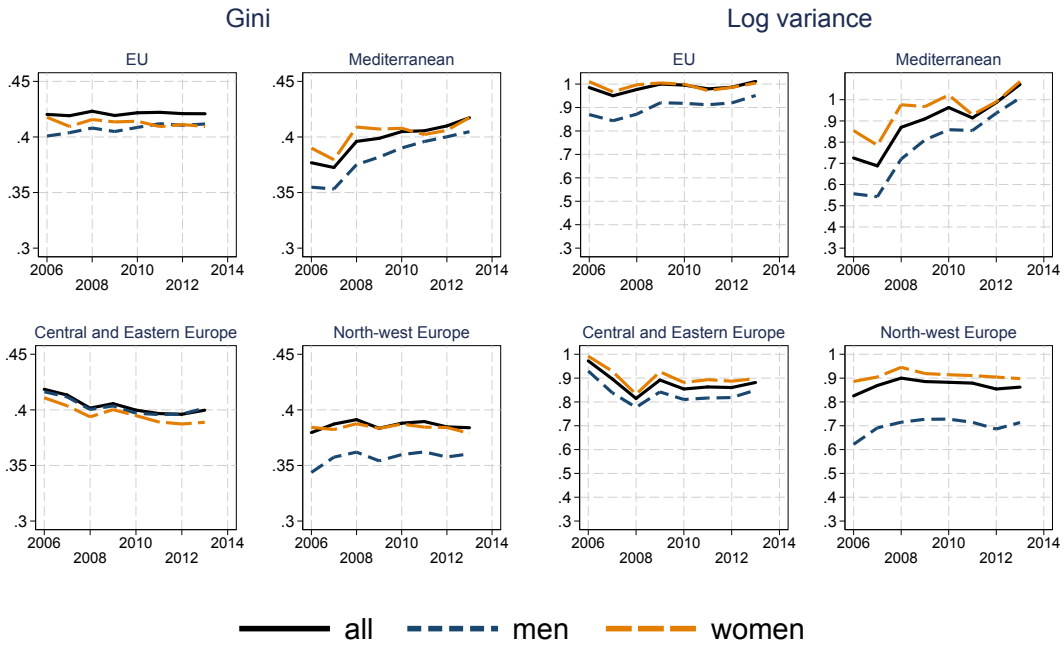 Gini
Log variance
EU
Mediterranean
EU
Mediterranean
.45
.4
.35
.3
2006 2008 2010 2012 2014
.45
.4
.35
.3
2006 2008 2010 2012 2014
1
.9
.8
.7
.6
.5
.4
.3
2006 2008 2010 2012 2014
1
.9
.8
.7
.6
.5
.4
.3
2006 2008 2010 2012 2014
Central and Eastern Europe
North-west Europe
Central and Eastern Europe
North-west Europe
.45
.4
.35
.3
2006 2008 2010 2012 2014
.45
.4
.35
.3
2006 2008 2010 2012 2014
1
.9
.8
.7
.6
.5
.4
.3
2006 2008 2010 2012 2014
1
.9
.8
.7
.6
.5
.4
.3
2006 2008 2010 2012 2014
all men women